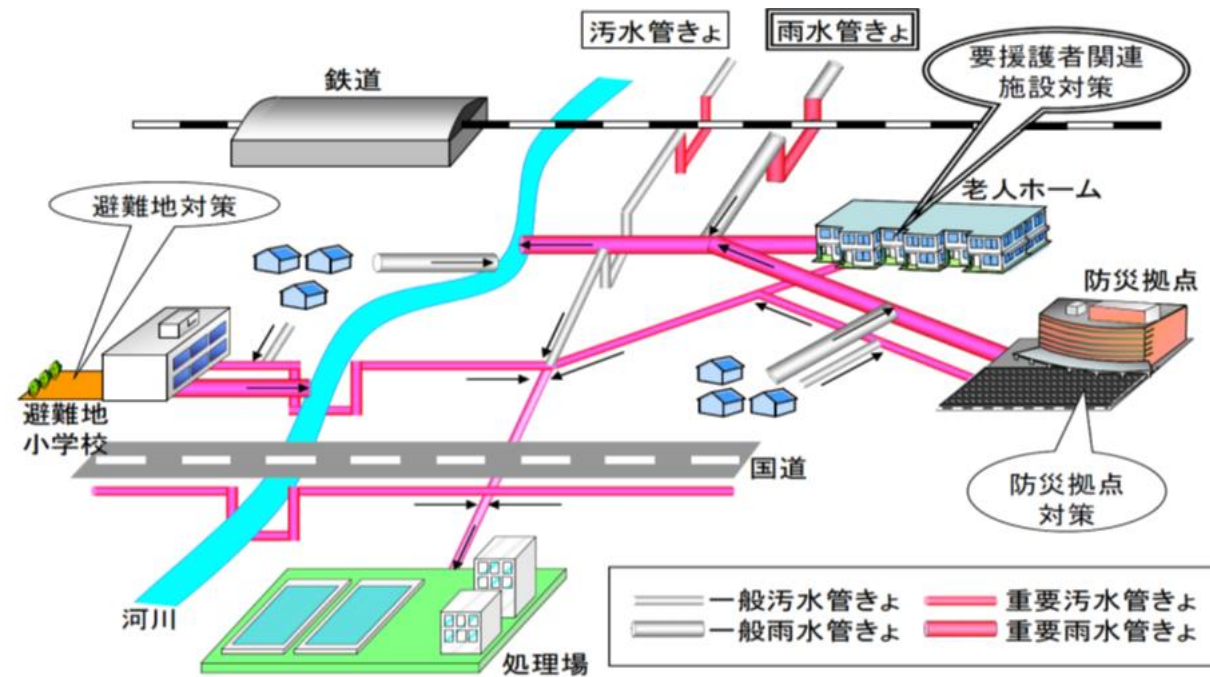 汚水管きょ
雨水管きょ
要援護者関連
施設対策
鉄道
老人ホーム
避難地対策
防災拠点
避難地
小学校
国道
防災拠点
対策
河川
処理場
一般汚水管きょ
重要汚水管きょ
一般雨水管きょ
重要雨水管きょ